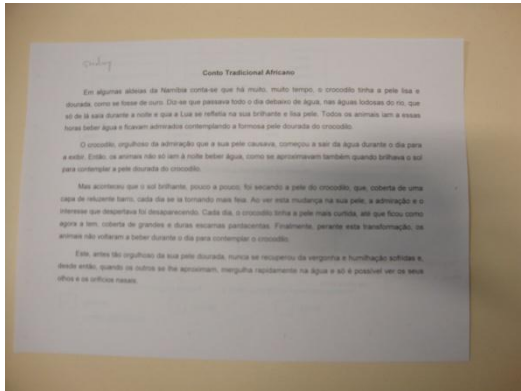 Conto Tradicional Africano
Em algumas aldeias da Namíbia conta-se que há muito, muito tempo, o crocodilo tinha a pele lisa e
dourada, como se fosse de ouro. Diz-se que passava todo o dia debaixo de água, nas águas lodosas do rio, que
só de lá saía durante a noite e que a Lua se refletia na sua brilhante e lisa pele. Todos os animais iam a essas
horas beber água e ficavam admirados contemplando a formosa pele dourada do crocodilo.
O crocodilo, orgulhoso da admiração que a sua pele causava, começou a sair da água durante o dia para
a exibir. Então, os animais não só iam à noite beber água, como se aproximavam também quando brilhava o sol
para contemplar a pele dourada do crocodilo.
Mas aconteceu que o sol brilhante, pouco a pouco, foi secando a pele do crocodilo, que, coberta de uma
capa de reluzente barro, cada dia se ia tornando mais feia. Ao ver esta mudança na sua pele, a admiração e o
interesse que despertava foi desaparecendo. Cada dia, o crocodilo tinha a pele mais curtida, até que ficou como
agora a tem, coberta de grandes e duras escamas pardacentas. Finalmente, perante esta transformação, os
animais não voltaram a beber durante o dia para contemplar o crocodilo.
Este, antes tão orgulhoso da sua pele dourada, nunca se recuperou da vergonha e humilhação sofridas e,
desde então, quando os outros se lhe aproximam, mergulha rapidamente na água e só é possível ver os seus
olhos e os orifícios nasais.